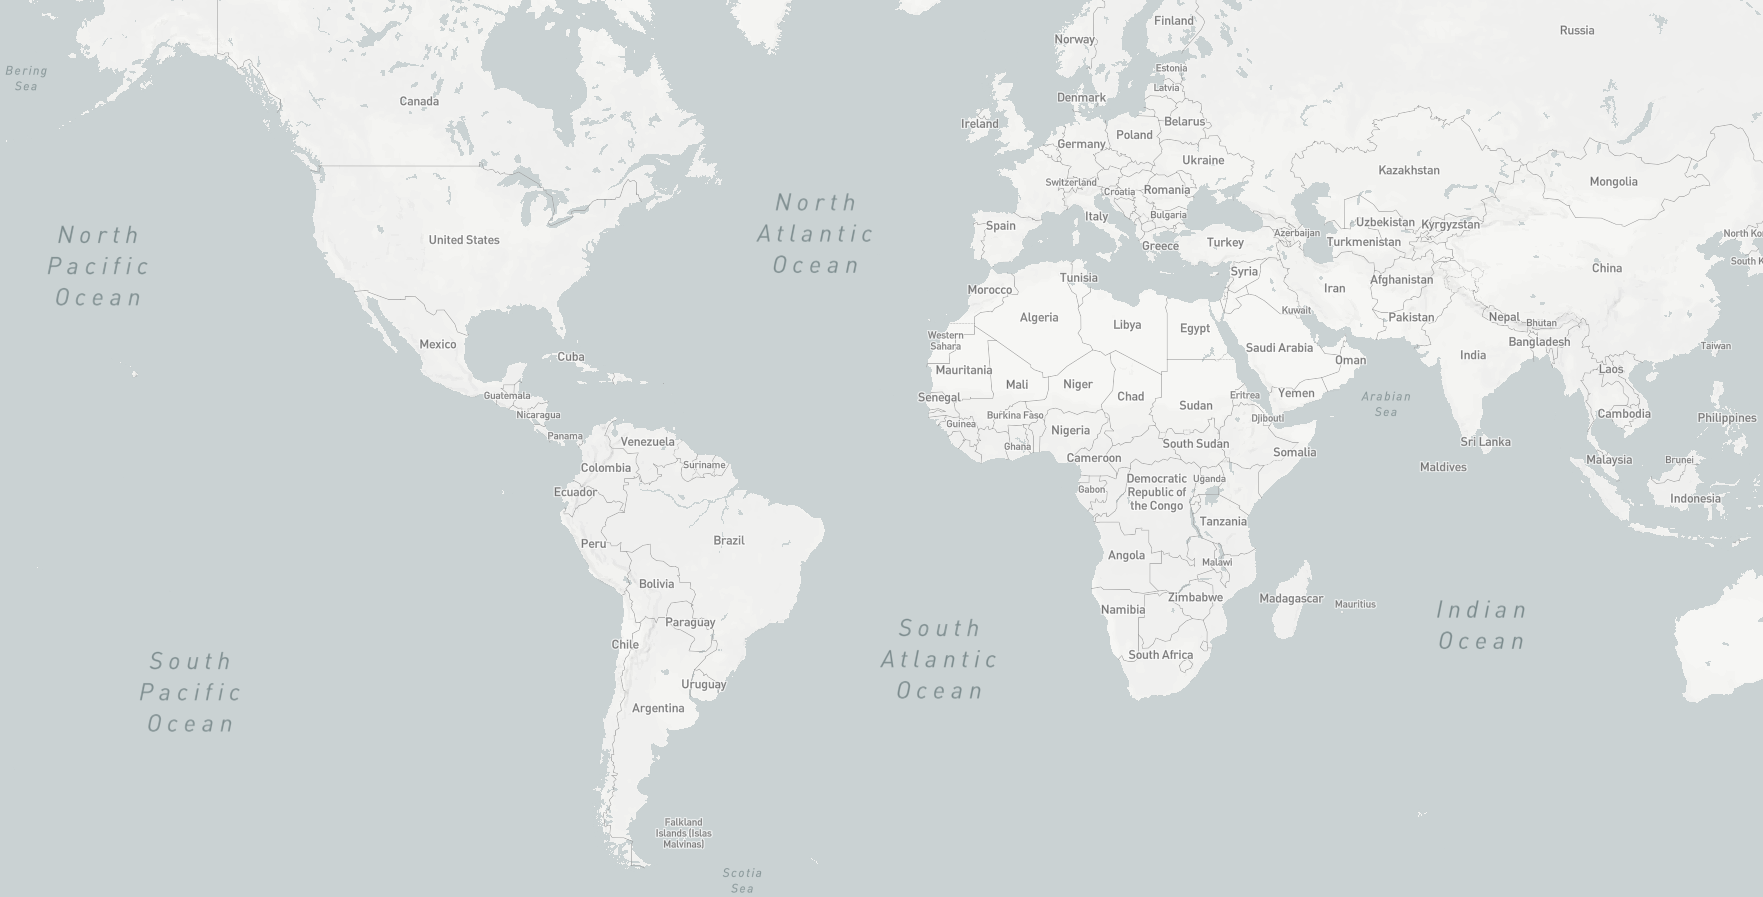 Finland
Russia
Norway
Bering
Sea
Estonia
Latvia
Denmark
Canada
Ireland
Belarus
Poland
Germany
Ukraine
Kazakhstan
Switzerland
Mongolia
Croatia
Romania
North
Atlantic
Ocean
Italy
Bulgaria
Spain
Uzbekistan
Kyrgyzstan
North
Pacific
Ocean
Azerbaijan
North Ko
United States
Greece
Turkey
Turkmenistan
South K
Syria
China
Tunisia
Afghanistan
Morocco
Iran
Kuwait
Algeria
Libya
Egypt
Pakistan
Nepal
Bhutan
Western
Sahara
Mexico
Saudi Arabia
Bangladesh
Taiwan
Cuba
India
Oman
Mauritania
Laos
Mali
Niger
Guatemala
Senegal
Chad
Eritrea
Yemen
Arabian
Sea
Sudan
Nicaragua
Burkina Faso
Djibouti
Cambodia
Philippines
Guinea
Nigeria
Panama
Venezuela
Ghana
South Sudan
Sri Lanka
Somalia
Cameroon
Malaysia
Brunei
Colombia
Suriname
Maldives
Ecuador
Gabon
Democratic
Republic of
the Congo
Uganda
Indonesia
Tanzania
Peru
Brazil
Angola
Malawi
Bolivia
Zimbabwe
Madagascar
Mauritius
Namibia
Indian
Ocean
Paraguay
South
Atlantic
Ocean
Chile
South Africa
South
Pacific
Ocean
Uruguay
Argentina
Falkland
Islands (Islas
Malvinas)
Scotia
Sea